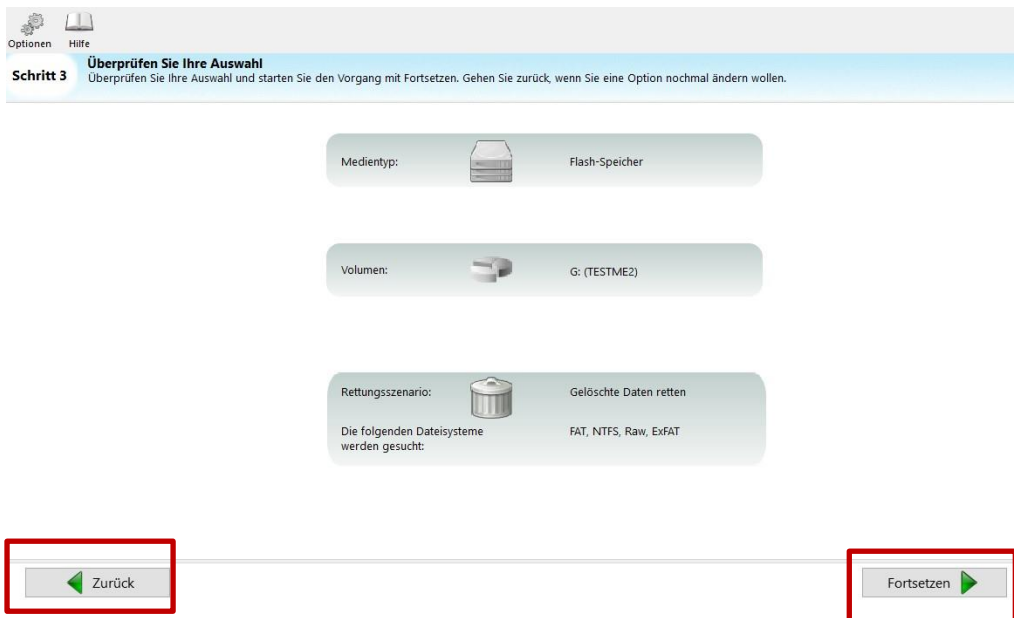 Optionen Hilfe
Schritt 3
Überprüfen Sie Ihre Auswahl
Überprüfen Sie Ihre Auswahl und starten Sie den Vorgang mit Fortsetzen. Gehen Sie zurück, wenn Sie eine Option nochmal ändern wollen.
Medientyp: Flash-Speicher
Volumen: G: (TESTME2)
Rettungsszenario: Gelöschte Daten retten
Die folgenden Dateisysteme FAT, NTFS, Raw, ExFAT
werden gesucht:
Zurück Fortsetzen